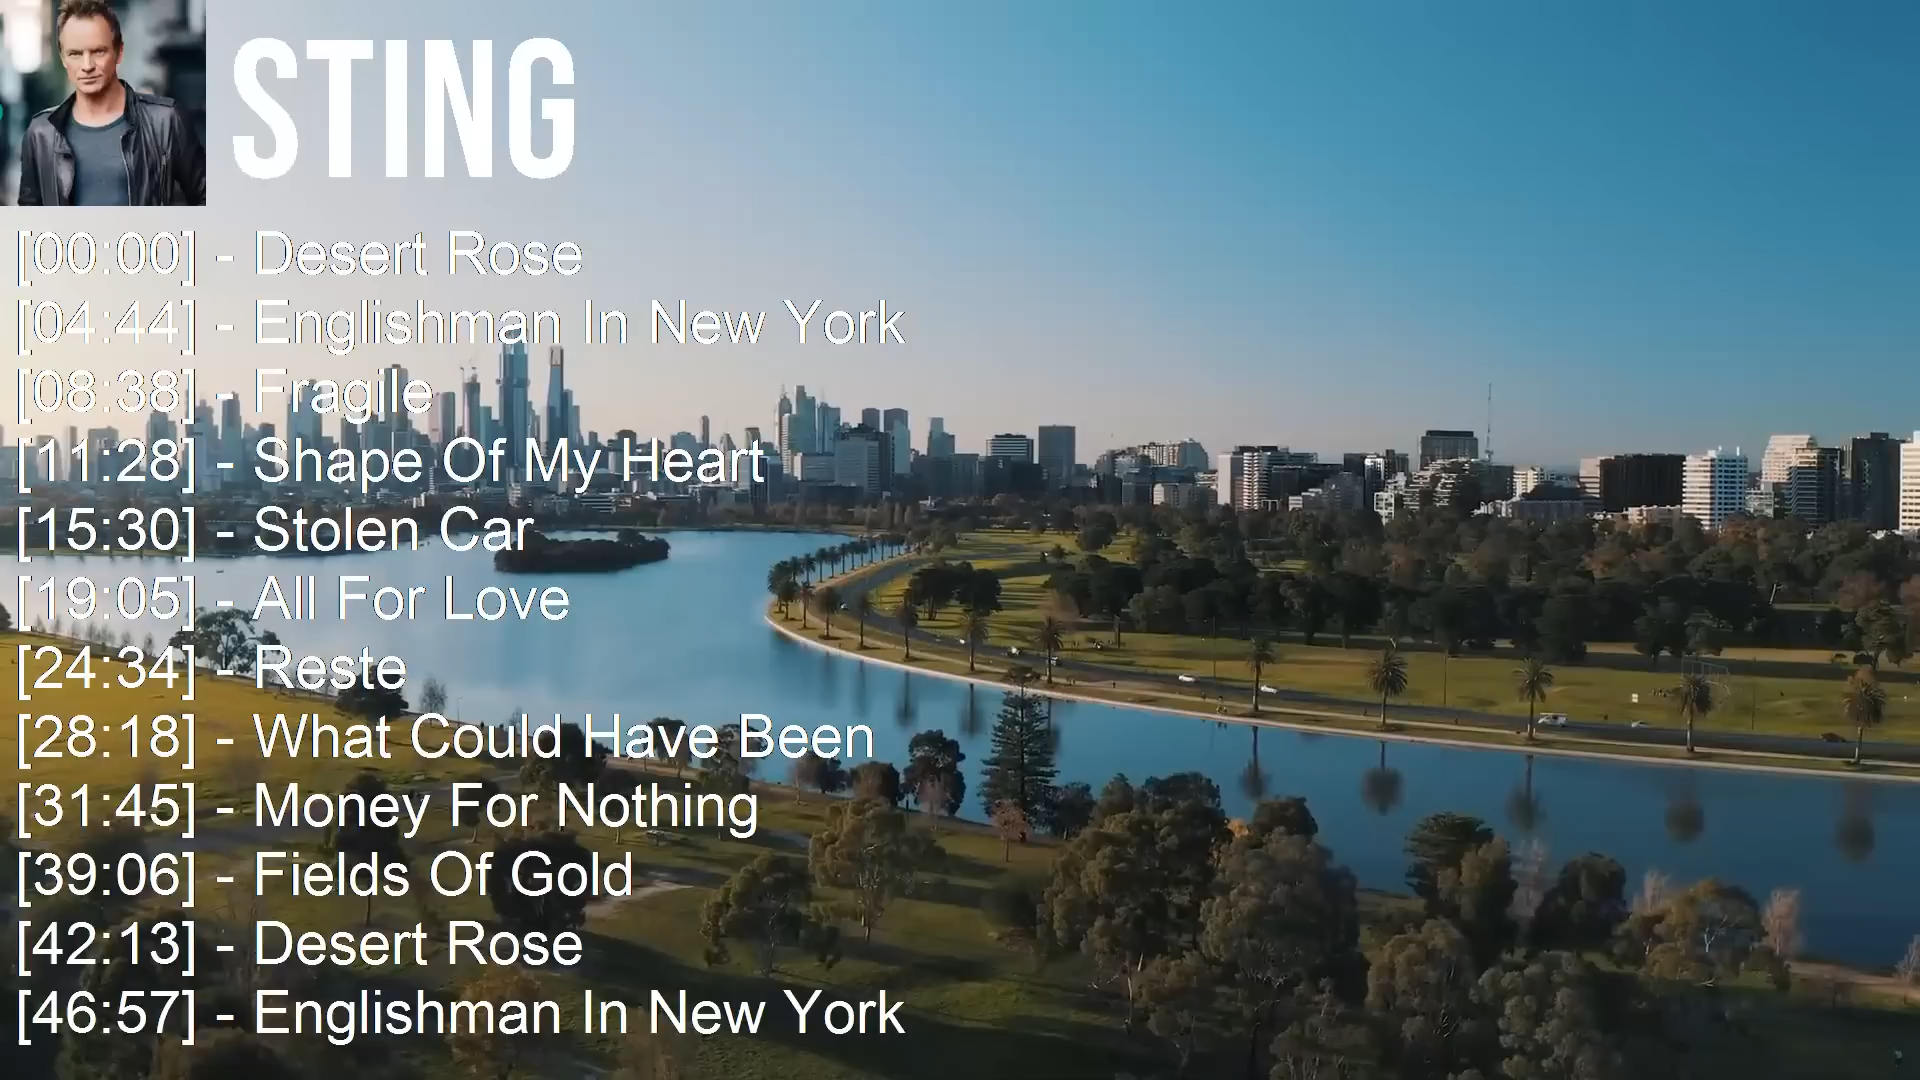 STING
[00:00] - Desert Rose
[04:44] - Englishman In New York
[08:38] - Fragile
[11:28] - Shape Of My Heart
[15:30] - Stolen Car
[19:05] - All For Love
[24:34] - Reste
[28:18] - What Could Have Been
[31:45] - Money For Nothing
[39:06] - Fields Of Gold
[42:13] - Desert Rose
[46:57] - Englishman In New York